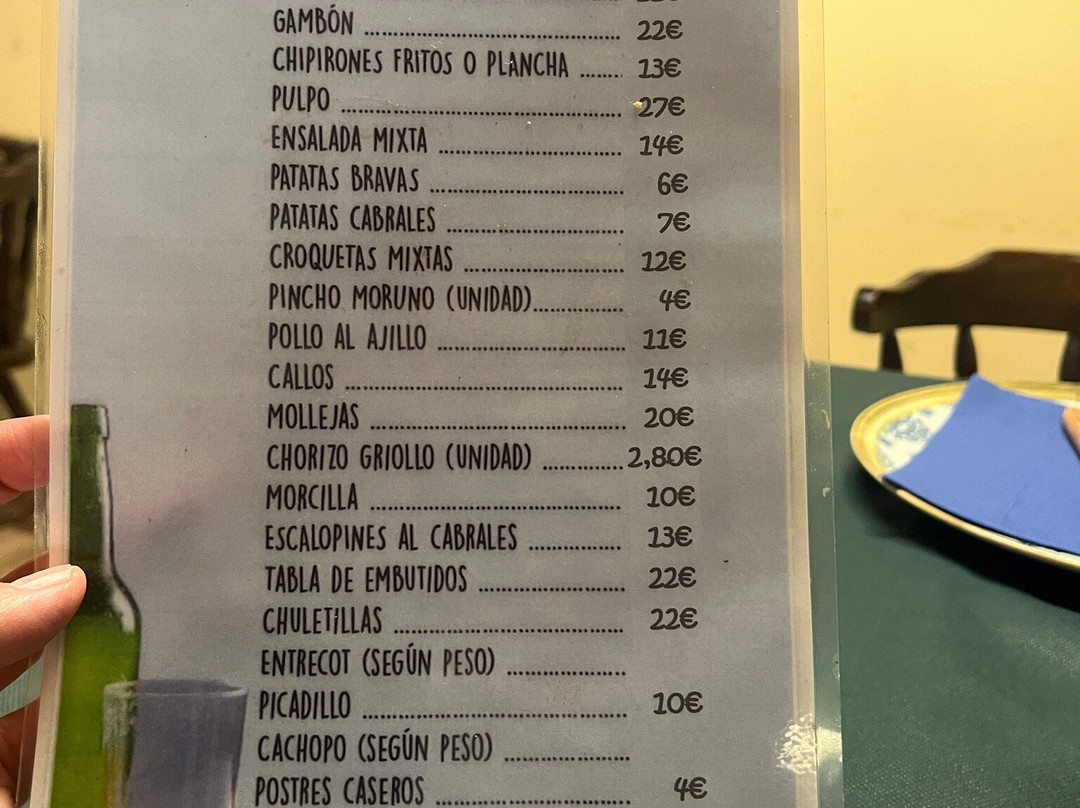 GAMBÓN ........................................... 22€
CHIPIRONES FRITOS O PLANCHA ....... 13€
PULPO ............................................... 27€
ENSALADA MIXTA .............................. 14€
PATATAS BRAVAS ................................ 6€
PATATAS CABRALES ............................. 7€
CROQUETAS MIXTAS .......................... 12€
PINCHO MORUNO (UNIDAD)............... 4€
POLLO AL AJILLO ............................... 11€
CALLOS .............................................. 14€
MOLLEJAS .......................................... 20€
CHORIZO GRIOLLO (UNIDAD) ............. 2,80€
MORCILLA .......................................... 10€
ESCALOPINES AL CABRALES ............... 13€
TABLA DE EMBUTIDOS ........................ 22€
CHULETILLAS ...................................... 22€
ENTRECOT (SEGÚN PESO) ...................
PICADILLO ........................................... 10€
CACHOPO (SEGÚN PESO) ....................
POSTRES CASEROS ................................ 4€